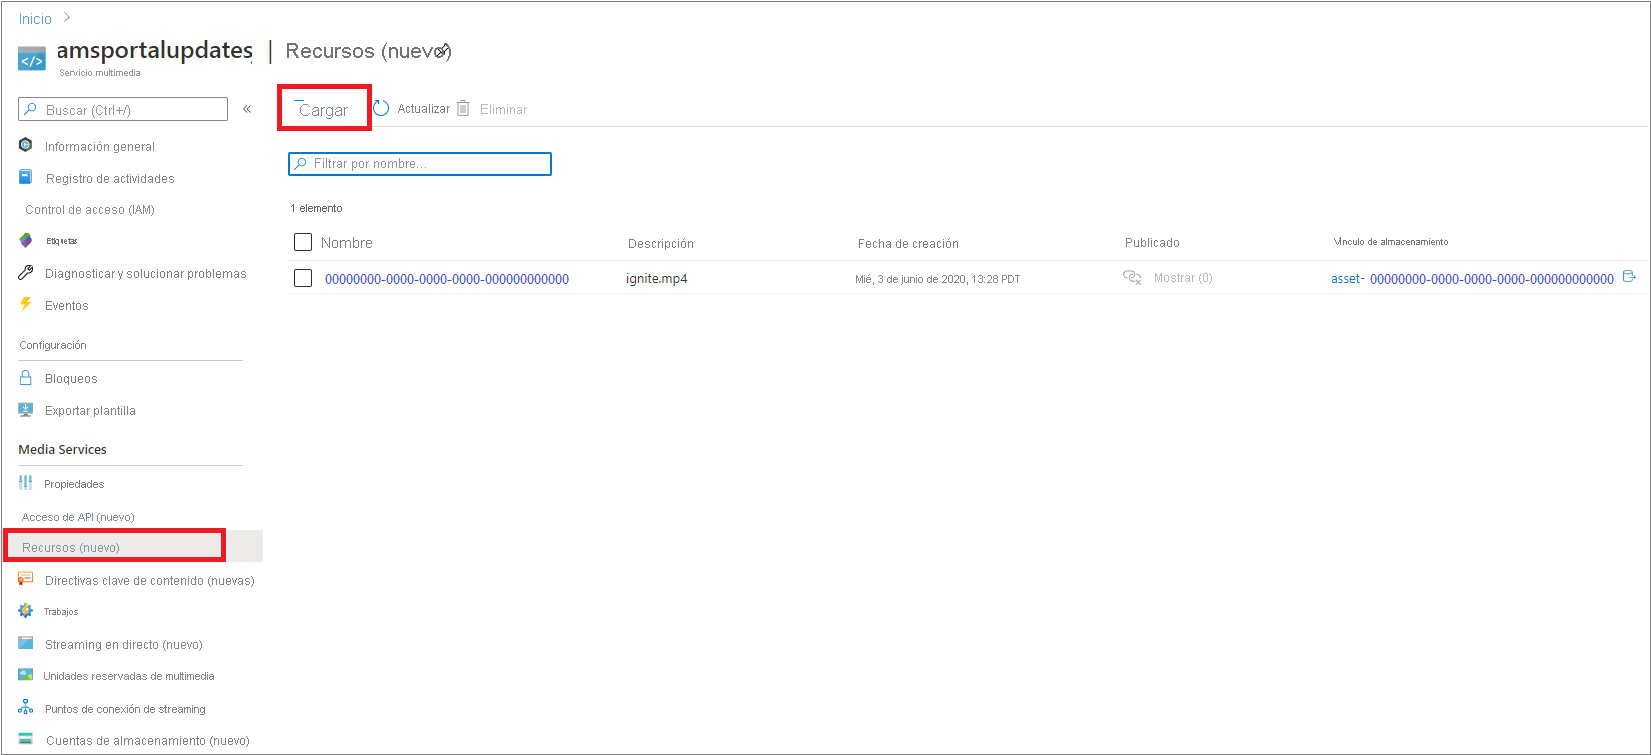 Inicio
amsportalupdates | Recursos (nuevo)
Servicio multimedia
Buscar (Ctrl+/) «
Cargar Actualizar Eliminar
Información general
Registro de actividades
Control de acceso (IAM)
Etiquetas
Diagnosticar y solucionar problemas
Eventos
Configuración
Bloqueos
Exportar plantilla
Media Services
Propiedades
Acceso de API (nuevo)
Recursos (nuevo)
Directivas clave de contenido (nuevas)
Trabajos
Streaming en directo (nuevo)
Unidades reservadas de multimedia
Puntos de conexión de streaming
Cuentas de almacenamiento (nuevo)
Filtrar por nombre...
1 elemento
Nombre Descripción Fecha de creación Publicado Vínculo de almacenamiento
00000000-0000-0000-0000-000000000000 ignite.mp4 Mié, 3 de junio de 2020, 13:28 PDT Mostrar (0) asset- 00000000-0000-0000-0000-000000000000